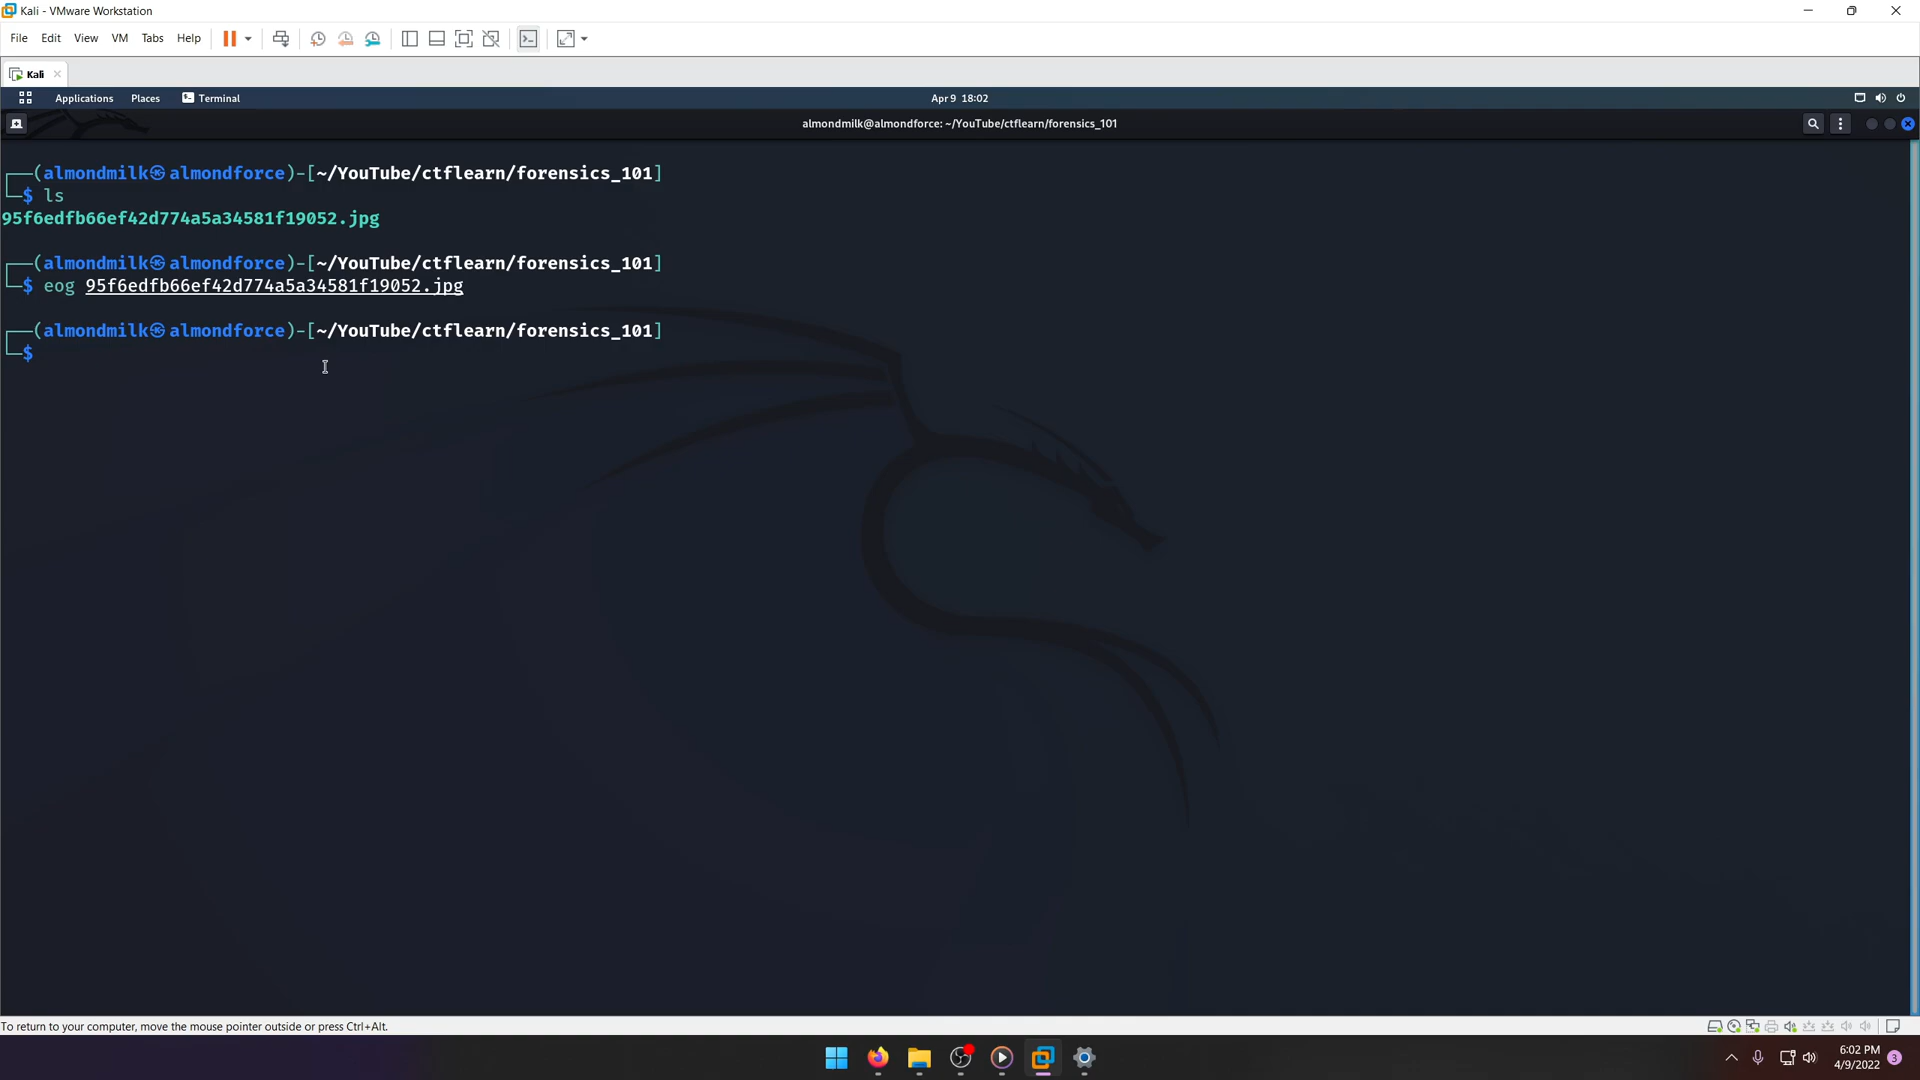 Kali - VMware Workstation
File Edit View VM Tabs Help
Kali
Applications Places Terminal Apr 9 18:02
almondmilk@almondforce: ~/YouTube/ctflearn/forensics_101
┌──(almondmilk㉿almondforce)-[~/YouTube/ctflearn/forensics_101]
└─$ ls
95f6edfb66ef42d774a5a34581f19052.jpg
┌──(almondmilk㉿almondforce)-[~/YouTube/ctflearn/forensics_101]
└─$ eog 95f6edfb66ef42d774a5a34581f19052.jpg
┌──(almondmilk㉿almondforce)-[~/YouTube/ctflearn/forensics_101]
└─$
To return to your computer, move the mouse pointer outside or press Ctrl+Alt.
6:02 PM
4/9/2022
3